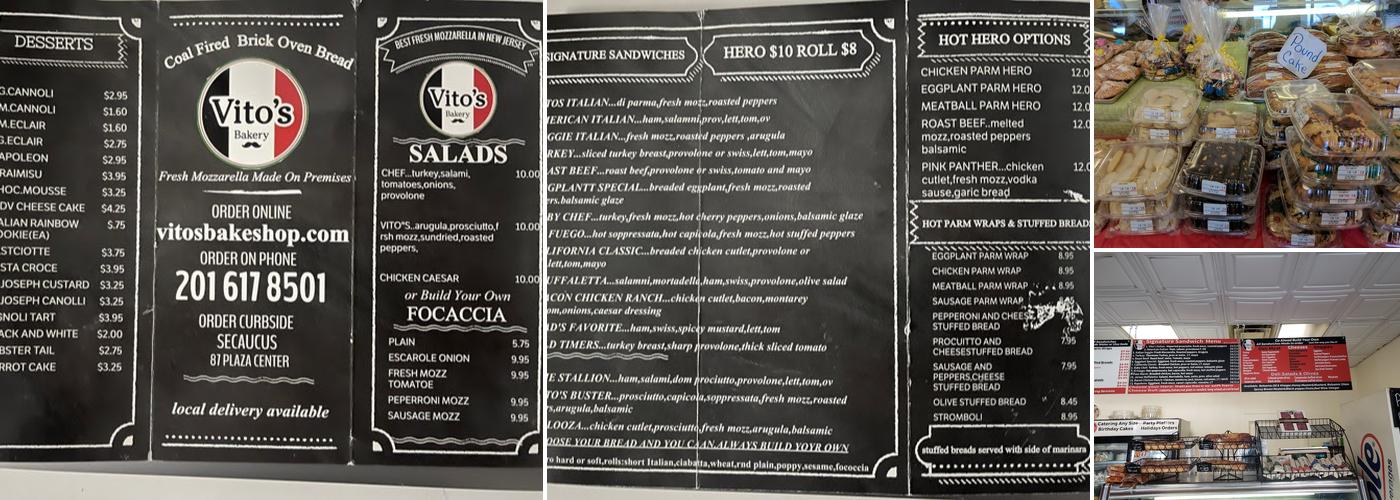 DESSERTS
G.CANNOLI $2.95
M.CANNOLI $1.60
M.ECLAIR $1.60
G.ECLAIR $2.75
APOLEON $2.95
RAIMISU $3.95
HOC.MOUSSE $3.25
DV CHEESE CAKE $4.25
ALIAN RAINBOW
OOKIE(EA) $.75
STCIOTTE $3.75
STA CROCE $3.95
JOSEPH CUSTARD $3.25
JOSEPH CANOLLI $3.25
GNOLI TART $3.95
ACK AND WHITE $2.00
BSTER TAIL $2.75
RROT CAKE $3.25
Coal Fired Brick Oven Bread
Vito's
Bakery
Fresh Mozzarella Made On Premises
ORDER ONLINE
vitosbakeshop.com
ORDER ON PHONE
201 617 8501
ORDER CURBSIDE
SECAUCUS
87 PLAZA CENTER
local delivery available
BEST FRESH MOZZARELLA IN NEW JERSEY
Vito's
Bakery
SALADS
CHEF...turkey,salami, 10.00
tomatoes,onions,
provolone
VITO"S..arugula,prosciutto,f 10.00
rsh mozz,sundried,roasted
peppers,
CHICKEN CAESAR 10.00
or Build Your Own
FOCACCIA
PLAIN 5.75
ESCAROLE ONION 9.95
FRESH MOZZ 9.95
TOMATOE
PEPERRONI MOZZ 9.95
SAUSAGE MOZZ 9.95
SIGNATURE SANDWICHES
HERO $10 ROLL $8
TOS ITALIAN...di parma,fresh mozz,roasted peppers
ERICAN ITALIAN...ham,salamni,prov,lett,tom,ov
GGIE ITALIAN...fresh mozz,roasted peppers ,arugula
RKEY...sliced turkey breast,provolone or swiss,lett,tom,mayo
AST BEEF...roast beef,provolone or swiss,tomato and mayo
GPLANTT SPECIAL...breaded eggplant,fresh mozz,roasted
rs.balsamic glaze
BY CHEF...turkey,fresh mozz,hot cherry peppers,onions,balsamic glaze
FUEGO...hot soppressata,hot capicola,fresh mozz,hot stuffed peppers
LIFORNIA CLASSIC...breaded chicken cutlet,provolone or
lett,tom,mayo
UFFALETTA...salamni,mortadella,ham,swiss,provolone,olive salad
CON CHICKEN RANCH...chicken cutlet,bacon,montarey
om,onions,caesar dressing
D'S FAVORITE...ham,swiss,spicey mustard,lett,tom
D TIMERS...turkey breast,sharp provolone,thick sliced tomato
E STALLION...ham,salami,dom prociutto,provolone,lett,tom,ov
TO'S BUSTER...prosciutto,capicoa,soppressata,fresh mozz,roasted
rs,arugula,balsamic
LOOZA...chicken cutlet,prosciutto,fresh mozz,arugula,balsamic
OOSE YOUR BREAD AND YOU CAAN ALWAYS BUILD YOYR OWN
ro hard or soft,rolls:short Italian,ciabatta,wheat,rnd plain,poppy,sesame,fococcia
HOT HERO OPTIONS
CHICKEN PARM HERO 12.0
EGGPLANT PARM HERO 12.0
MEATBALL PARM HERO 12.0
ROAST BEEF..melted 12.0
mozz,roasted peppers
balsamic
PINK PANTHER...chicken 12.0
cutlet,fresh mozz,vodka
sause,garic bread
HOT PARM WRAPS & STUFFED BREADS
EGGPLANT PARM WRAP 8.95
CHICKEN PARM WRAP 8.95
MEATBALL PARM WRAP 8.95
SAUSAGE PARM WRAP
PEPPERONI AND CHEES
STUFFED BREAD
PROCUITTO AND 7.95
CHEESESTUFFED BREAD
SAUSAGE AND 7.95
PEPPERS,CHEESE
STUFFED BREAD
OLIVE STUFFED BREAD 8.45
STROMBOLI 8.95
stuffed breads served with side of marinara
Pound
Cake
Signature Sandwich Menu
Cheeses
Deli Salads & Olives
Catering Any Size
Birthday Cakes
Party Platters
Holidays Orders